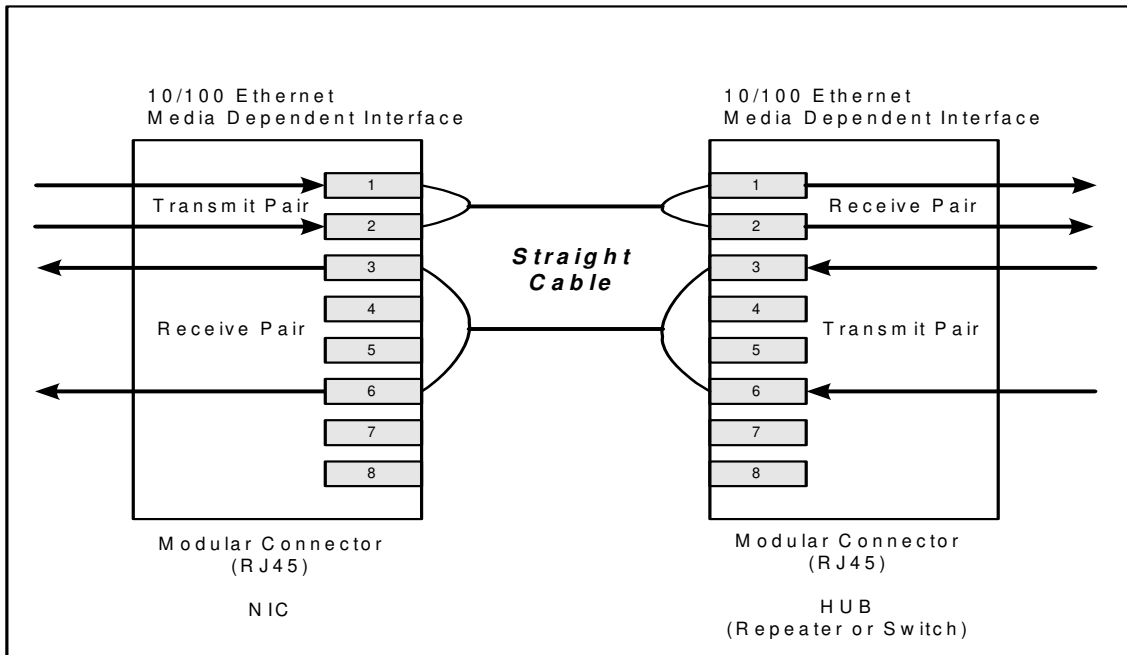 10/100 Ethernet
Media Dependent Interface
10/100 Ethernet
Media Dependent Interface
1
Transmit Pair
2
3
4
Receive Pair
5
6
7
8
Straight
Cable
1
Receive Pair
2
3
4
Transmit Pair
5
6
7
8
Modular Connector
(RJ45)
NIC
Modular Connector
(RJ45)
HUB
(Repeater or Switch)